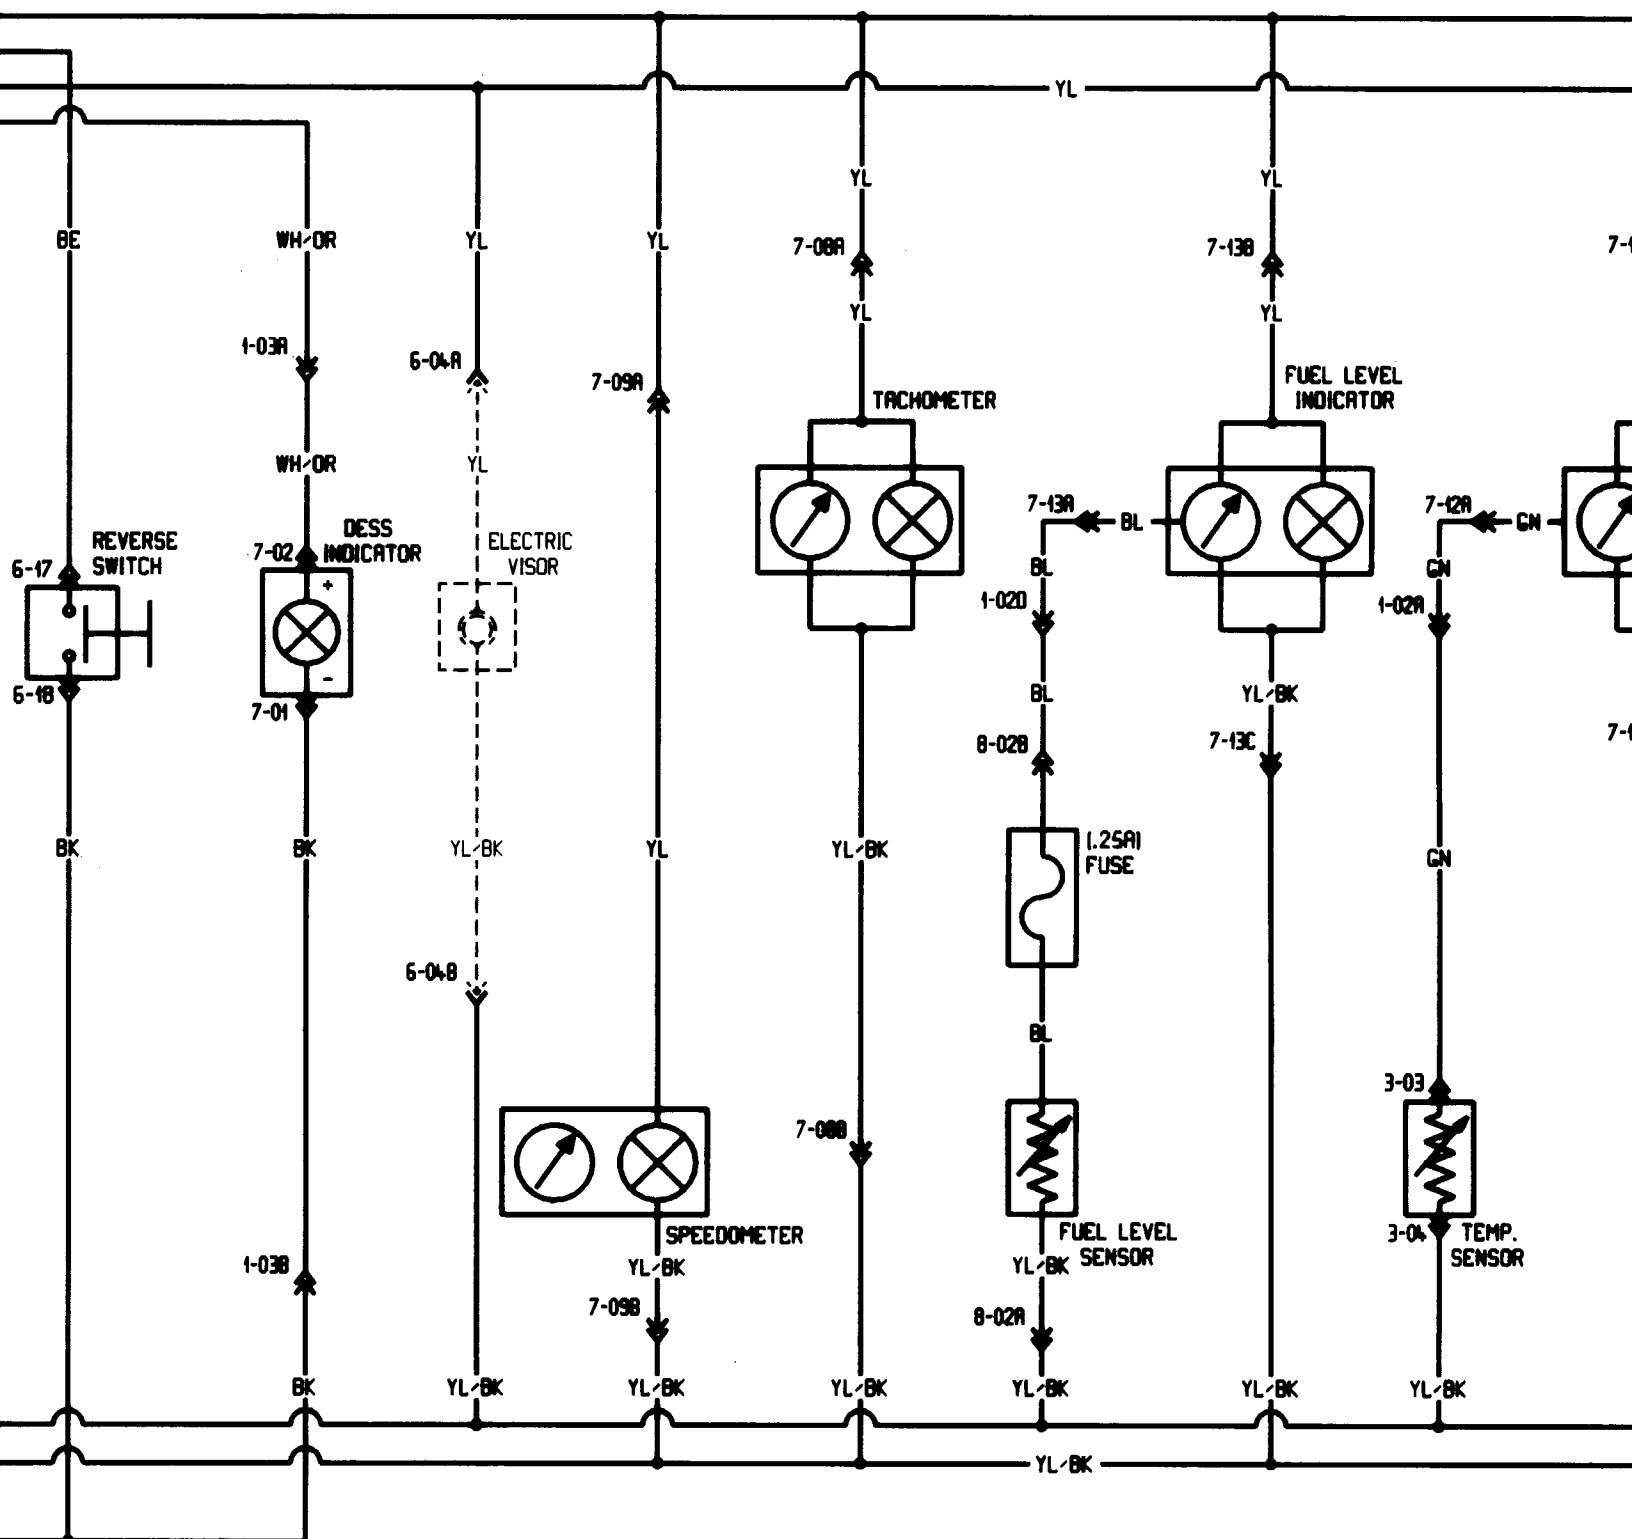 YL
YL
YL
BE
WH/OR
YL
YL
7-08A
7-13B
YL
YL
1-03A
6-04A
7-09A
FUEL LEVEL
INDICATOR
TACHOMETER
WH/OR
YL
7-13A
BL
7-12A
GN
DESS
INDICATOR
7-02
REVERSE
SWITCH
6-17
ELECTRIC
VISOR
BL
GN
+
1-02D
1-02A
-
6-18
7-01
BL
YL/BK
8-02B
7-13C
BK
BK
YL/BK
YL
YL/BK
(.25A)
FUSE
GN
6-04B
BL
3-03
7-08B
SPEEDOMETER
FUEL LEVEL
SENSOR
3-04
TEMP.
SENSOR
1-03B
YL/BK
YL/BK
7-09B
8-02A
BK
YL/BK
YL/BK
YL/BK
YL/BK
YL/BK
YL/BK
YL/BK